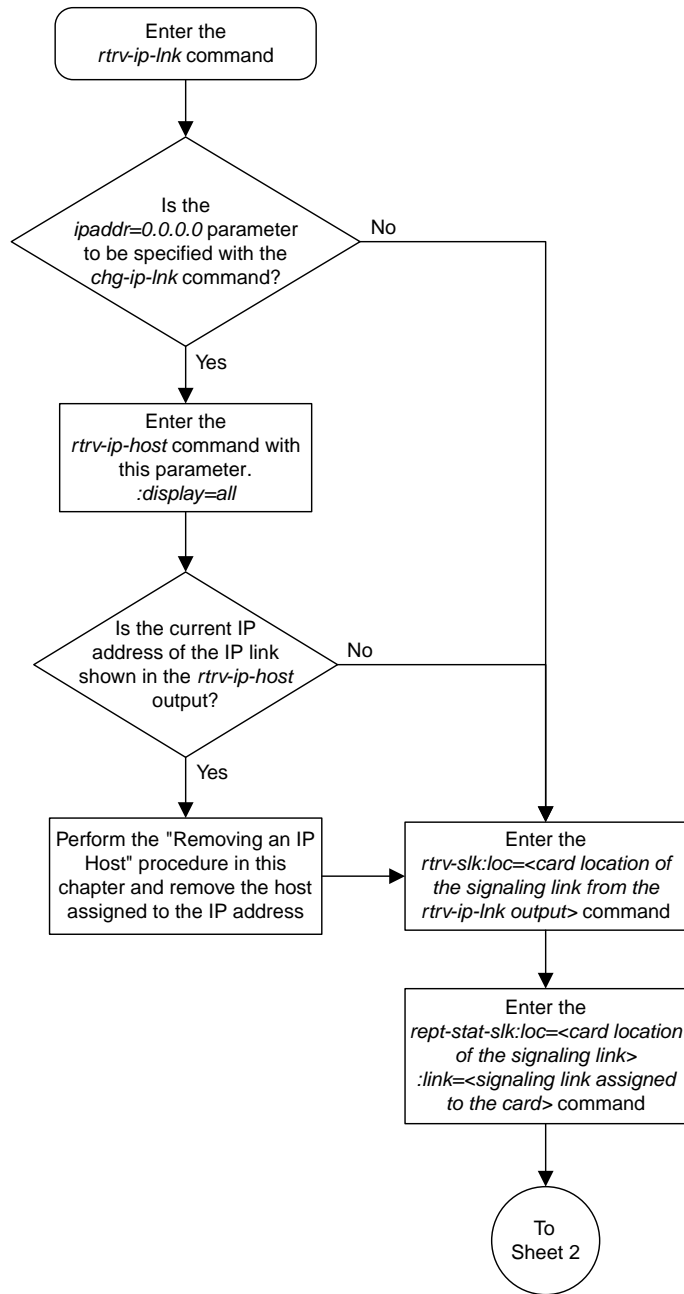 Enter the
rtrv-ip-lnk command
Is the
ipaddr=0.0.0.0 parameter
to be specified with the
chg-ip-lnk command?
No
Yes
Enter the
rtrv-ip-host command with
this parameter.
:display=all
Is the current IP
address of the IP link
shown in the rtrv-ip-host
output?
No
Yes
Perform the "Removing an IP
Host" procedure in this
chapter and remove the host
assigned to the IP address
Enter the
rtrv-slk:loc=<card location of
the signaling link from the
rtrv-ip-lnk output> command
Enter the
rept-stat-slk:loc=<card location
of the signaling link>
:link=<signaling link assigned
to the card> command
To
Sheet 2